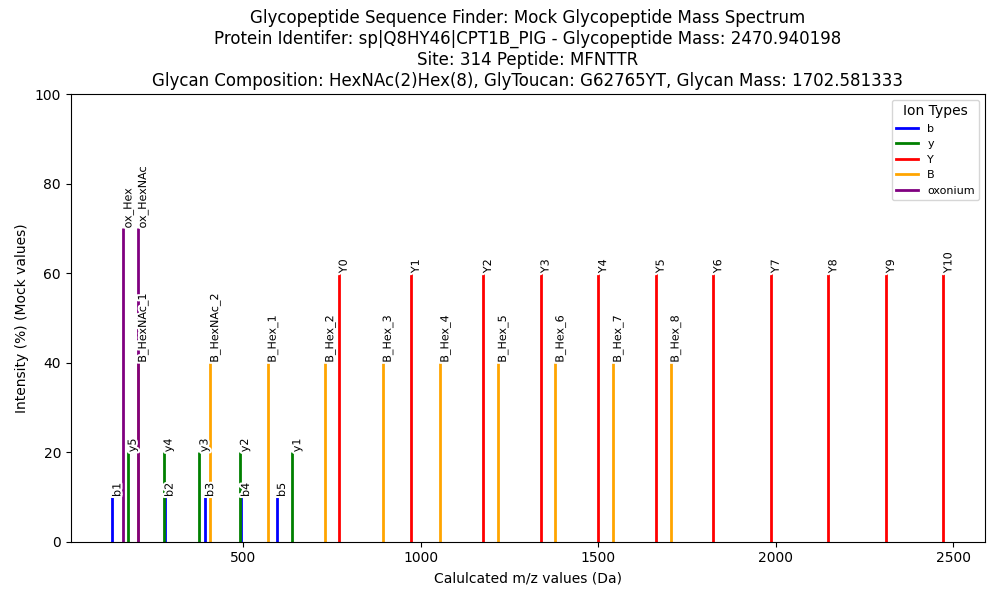 Glycopeptide Sequence Finder: Mock Glycopeptide Mass Spectrum
Protein Identifer: sp|Q8HY46|CPT1B_PIG - Glycopeptide Mass: 2470.940198
Site: 314 Peptide: MFNTTR
Glycan Composition: HexNAc(2)Hex(8), GlyToucan: G62765YT, Glycan Mass: 1702.581333
Intensity (%) (Mock values)
100
80
60
40
20
0
Ion Types
b
y
Y
B
oxonium
ox_Hex
ox_HexNAc
B_HexNAc_1
B_HexNAc_2
B_Hex_1
B_Hex_2
B_Hex_3
B_Hex_4
B_Hex_5
B_Hex_6
B_Hex_7
B_Hex_8
Y0
Y1
Y2
Y3
Y4
Y5
Y6
Y7
Y8
Y9
Y10
y5
y4
y3
y2
y1
b1
b2
b3
b4
b5
500
1000
1500
2000
2500
Calulcated m/z values (Da)